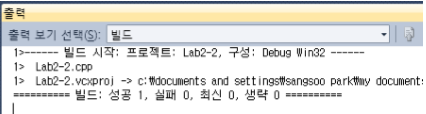 출력
출력 보기 선택(S): 빌드
1>------ 빌드 시작: 프로젝트: Lab2-2, 구성: Debug Win32 ------
1>  Lab2-2.cpp
1>  Lab2-2.vcxproj -> c:₩documents and settings₩sangsoo park₩my documents
========== 빌드: 성공 1, 실패 0, 최신 0, 생략 0 ==========